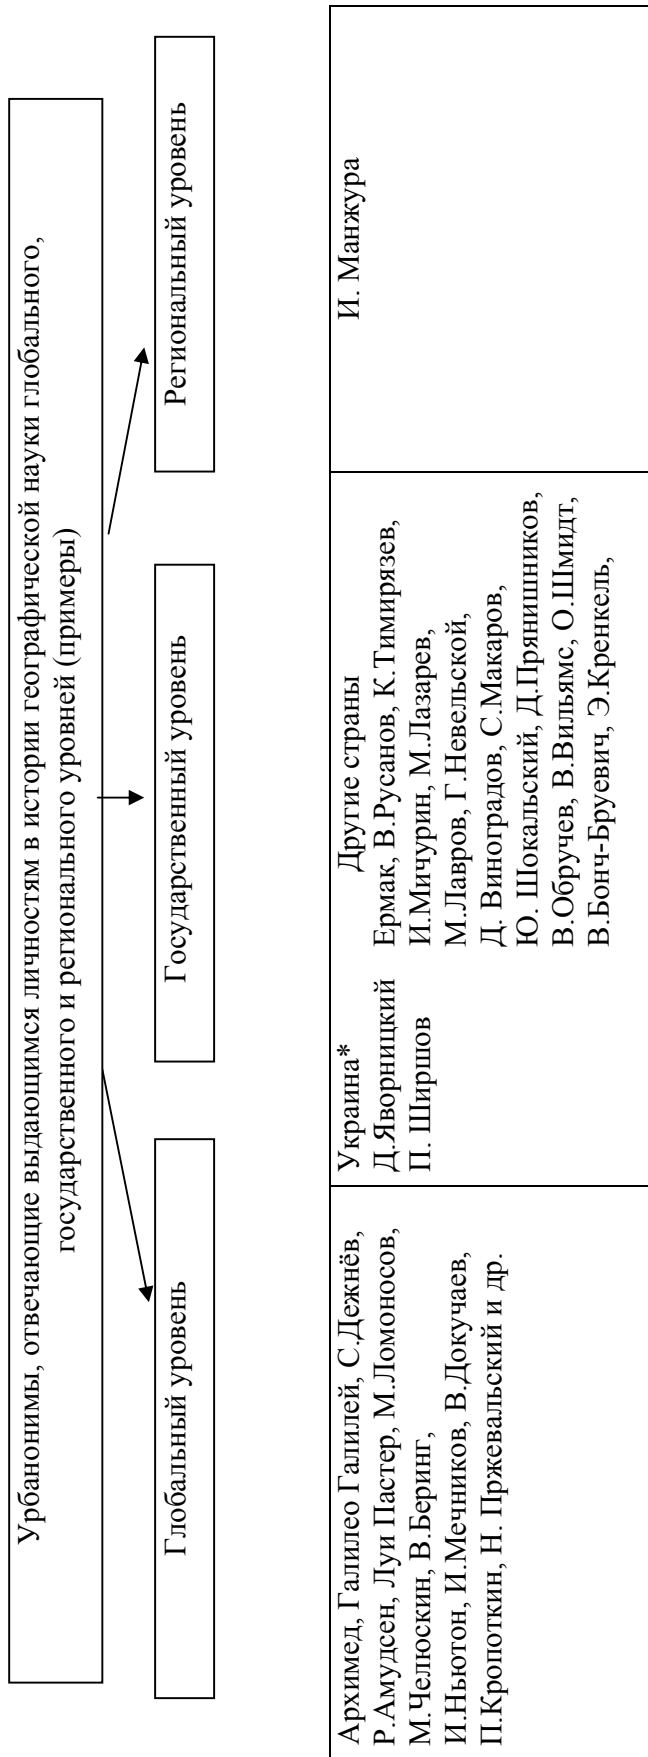 Урбанонимы, отвечающие выдающимся личностям в истории географической науки глобального,
государственного и регионального уровней (примеры)
Глобальный уровень
Государственный уровень
Региональный уровень
Архимед, Галилео Галилей, С.Дежнёв,
Р.Амудсен, Луи Пастер, М.Ломоносов,
М.Челюскин, В.Беринг,
И.Ньютон, И.Мечников, В.Докучаев,
П.Кропоткин, Н. Пржевальский и др.
Украина*
Д.Яворницкий
П. Ширшов
Другие страны
Ермак, В.Русанов, К.Тимирязев,
И.Мичурин, М.Лазарев,
М.Лавров, Г.Невельской,
Д. Виноградов, С.Макаров,
Ю. Шокальский, Д.Прянишников,
В.Обручев, В.Вильямс, О.Шмидт,
В.Бонч-Бруевич, Э.Кренкель,
И. Манжура